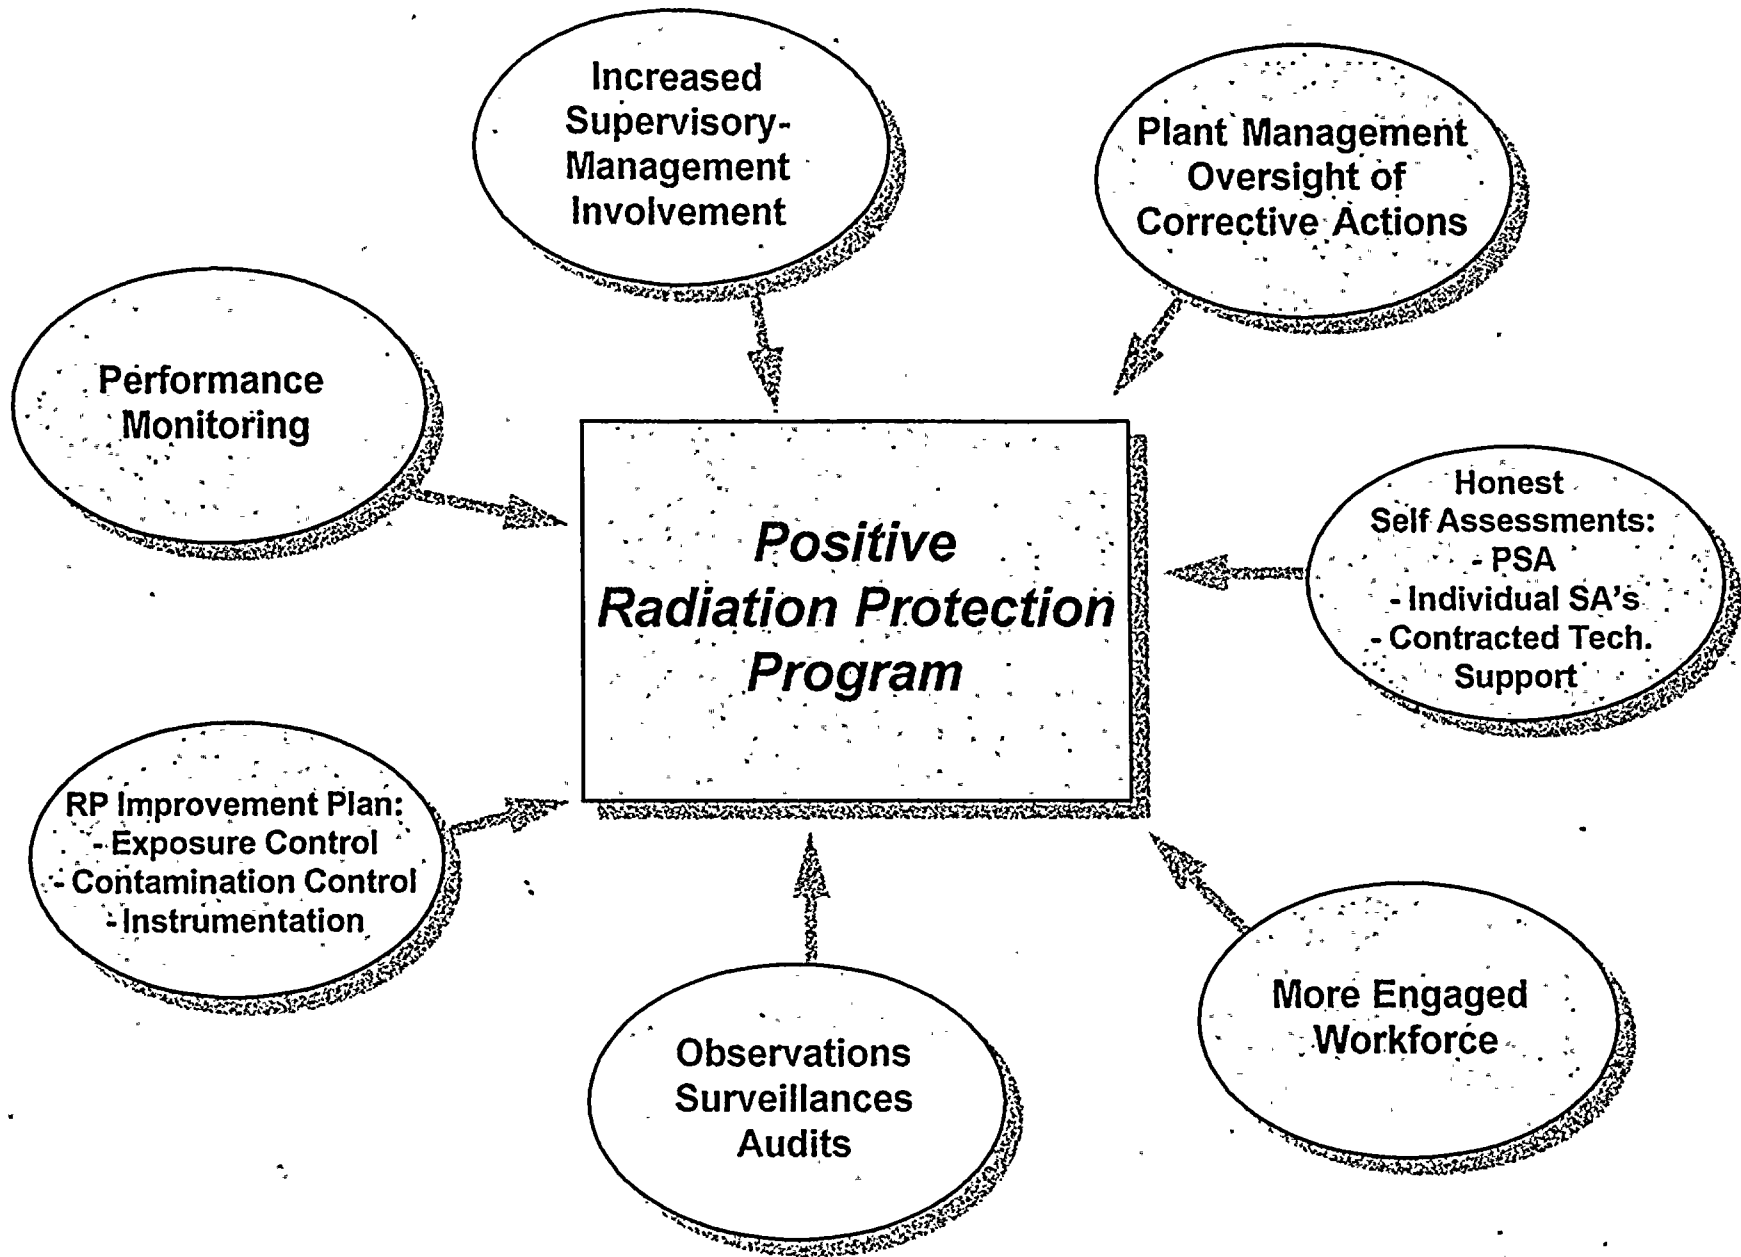 Increased
Supervisory-
Management
Involvement
Plant Management
Oversight of
Corrective Actions
Performance
Monitoring
Positive
Radiation Protection
Program
Honest
Self Assessments:
- PSA
- Individual SA's
- Contracted Tech.
Support
RP Improvement Plan:
- Exposure Control
- Contamination Control
- Instrumentation
Observations
Surveillances
Audits
More Engaged
Workforce